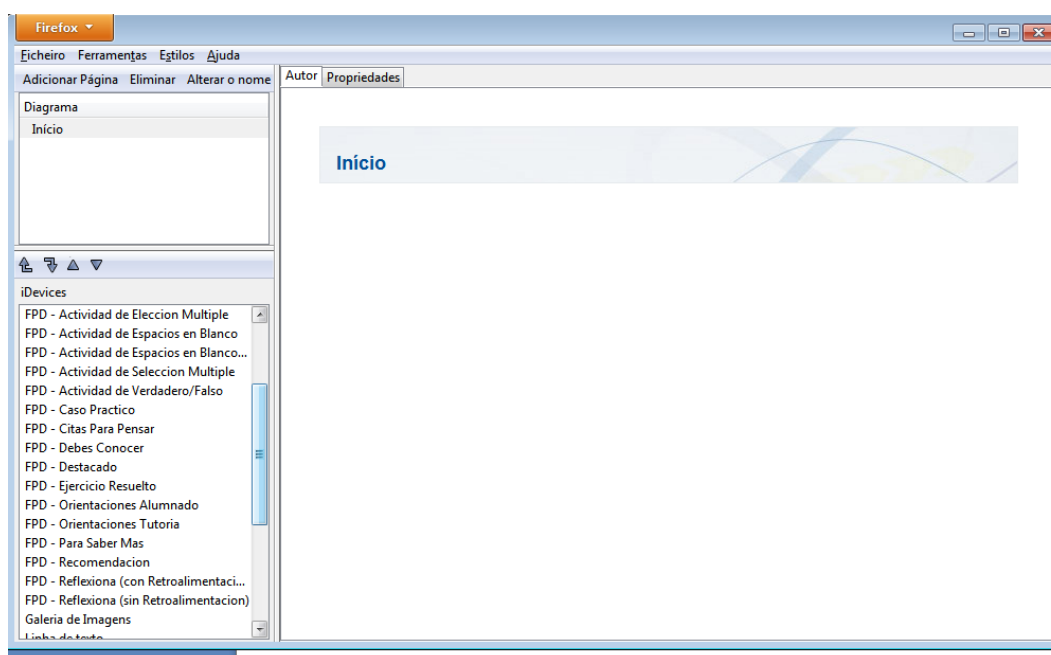 Firefox
Ficheiro Ferramentas Estilos Ajuda
Adicionar Página Eliminar Alterar o nome
Autor Propriedades
Diagrama
Início
Início
iDevices
FPD - Actividad de Eleccion Multiple
FPD - Actividad de Espacios en Blanco
FPD - Actividad de Espacios en Blanco...
FPD - Actividad de Seleccion Multiple
FPD - Actividad de Verdadero/Falso
FPD - Caso Practico
FPD - Citas Para Pensar
FPD - Debes Conocer
FPD - Destacado
FPD - Ejercicio Resuelto
FPD - Orientaciones Alumnado
FPD - Orientaciones Tutoria
FPD - Para Saber Mas
FPD - Recomendacion
FPD - Reflexiona (con Retroalimentaci...
FPD - Reflexiona (sin Retroalimentacion)
Galeria de Imagens
Linha de texto